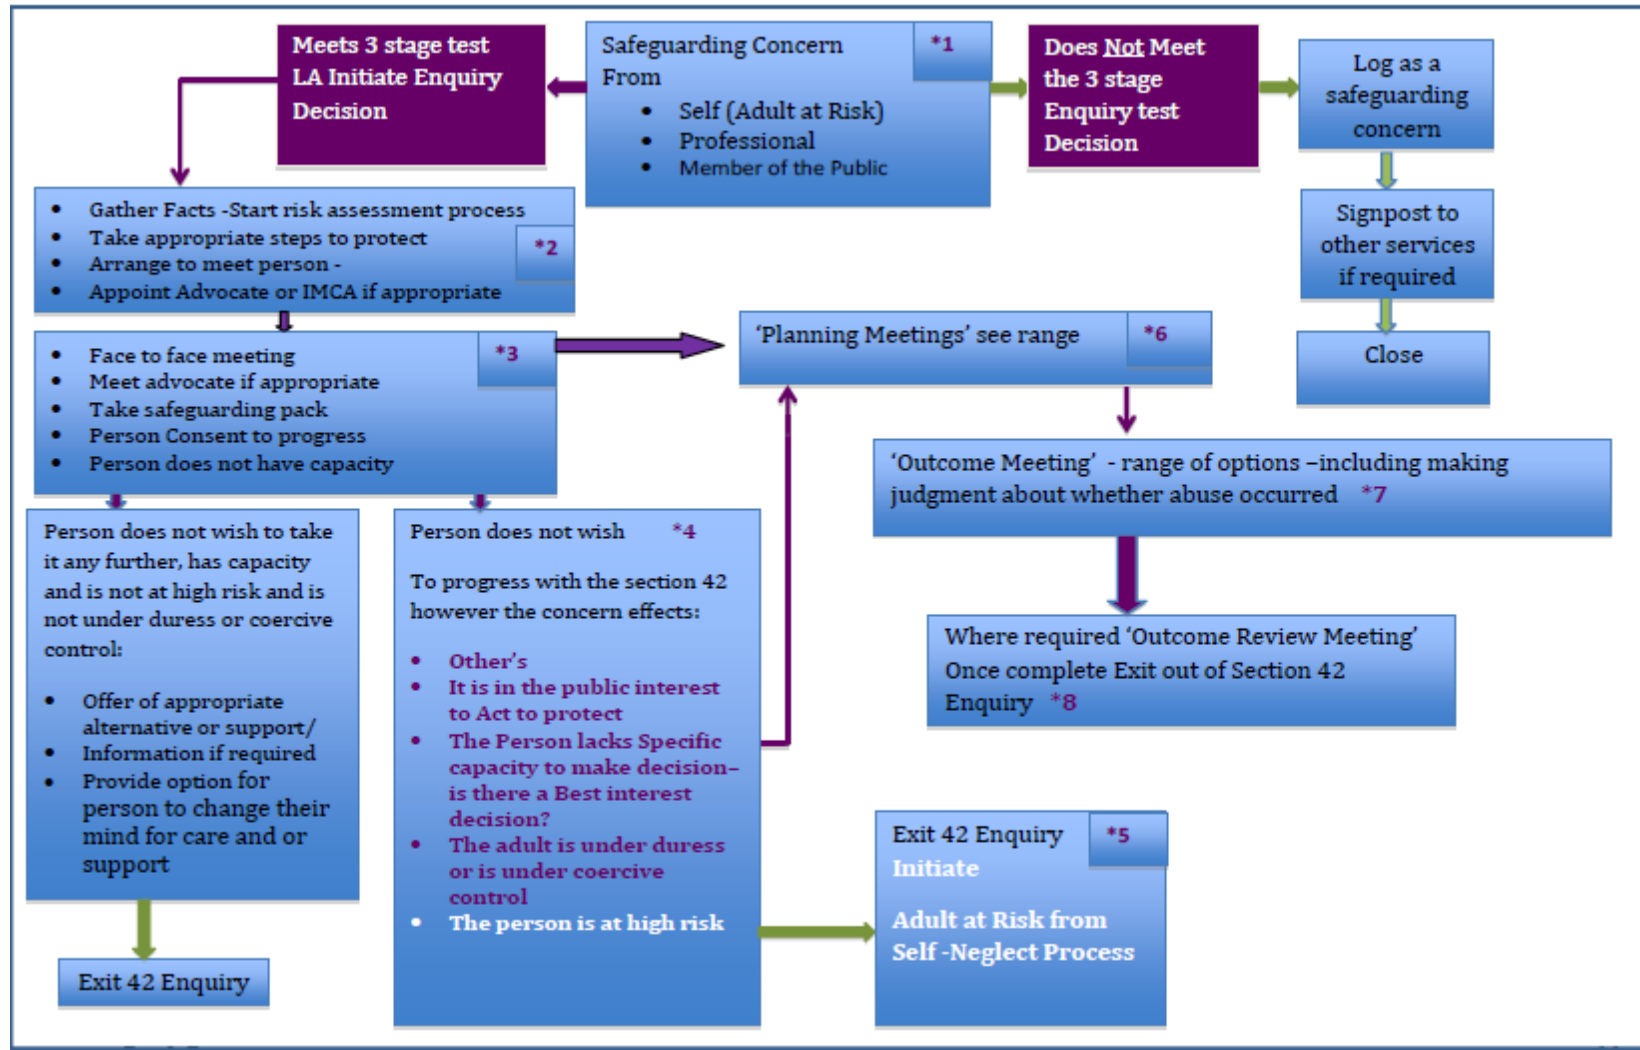 Meets 3 stage test
LA Initiate Enquiry
Decision
Safeguarding Concern
*1
From
• Self (Adult at Risk)
• Professional
• Member of the Public
Does Not Meet
the 3 stage
Enquiry test
Decision
Log as a
safeguarding
concern
Signpost to
other services
if required
Close
• Gather Facts -Start risk assessment process
• Take appropriate steps to protect
• Arrange to meet person -
• Appoint Advocate or IMCA if appropriate
*2
• Face to face meeting
• Meet advocate if appropriate
• Take safeguarding pack
• Person Consent to progress
• Person does not have capacity
*3
‘Planning Meetings’ see range
*6
‘Outcome Meeting’ - range of options –including making
judgment about whether abuse occurred *7
Where required ‘Outcome Review Meeting’
Once complete Exit out of Section 42
Enquiry *8
Person does not wish to take
it any further, has capacity
and is not at high risk and is
not under duress or coercive
control:
• Offer of appropriate
alternative or support/
• Information if required
• Provide option for
person to change their
mind for care and or
support
Exit 42 Enquiry
Person does not wish *4
To progress with the section 42
however the concern effects:
• Other’s
• It is in the public interest
to Act to protect
• The Person lacks Specific
capacity to make decision–
is there a Best interest
decision?
• The adult is under duress
or is under coercive
control
• The person is at high risk
Exit 42 Enquiry
*5
Initiate
Adult at Risk from
Self -Neglect Process